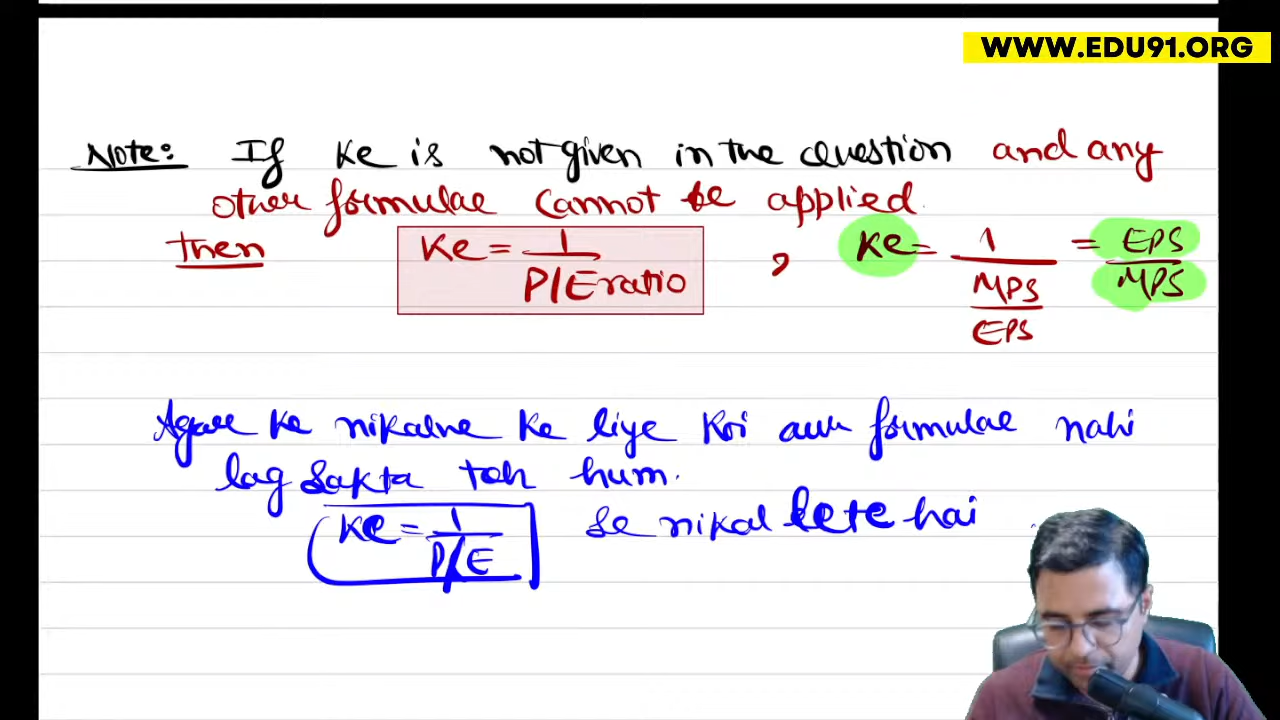 WWW.EDU91.ORG
Note: If Ke is not given in the question and any
other formulae cannot be applied.
then Ke = 1 / P/E ratio , Ke = 1 / MPS / EPS = EPS / MPS
Agar Ke nikalne Ke liye Koi aur formulae nahi
lag sakta toh hum.
Ke = 1 / P/E se nikal lete hai